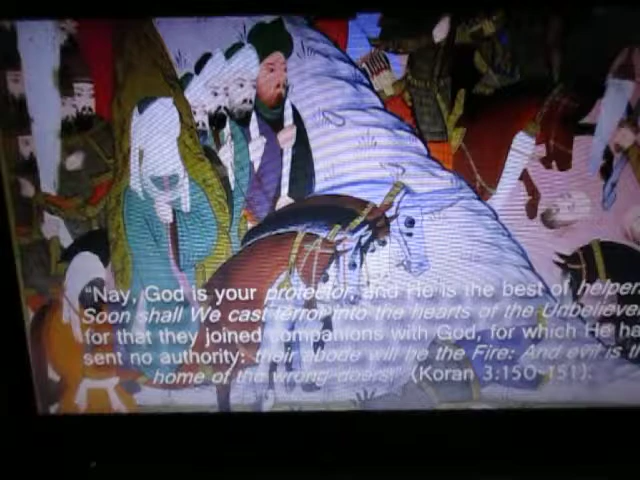 "Nay, God is your protector, and He is the best of helper
Soon shall We cast terror into the hearts of the Unbeliever
for that they joined companions with God, for which He ha
sent no authority: their abode will be the Fire: And evil is th
home of the wrong-doers!" (Koran 3:150-151).